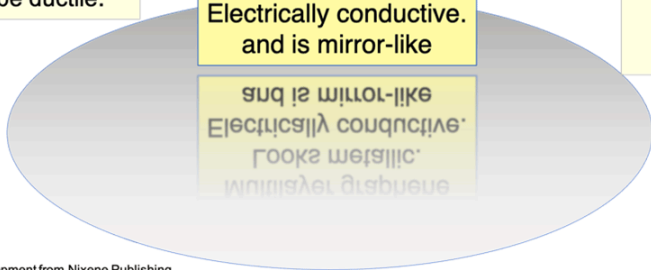 be ductile.
Electrically conductive.
and is mirror-like
and is mirror-like
Electrically conductive.
Looks metallic.
Multilayer graphene
from Nixene Publishing